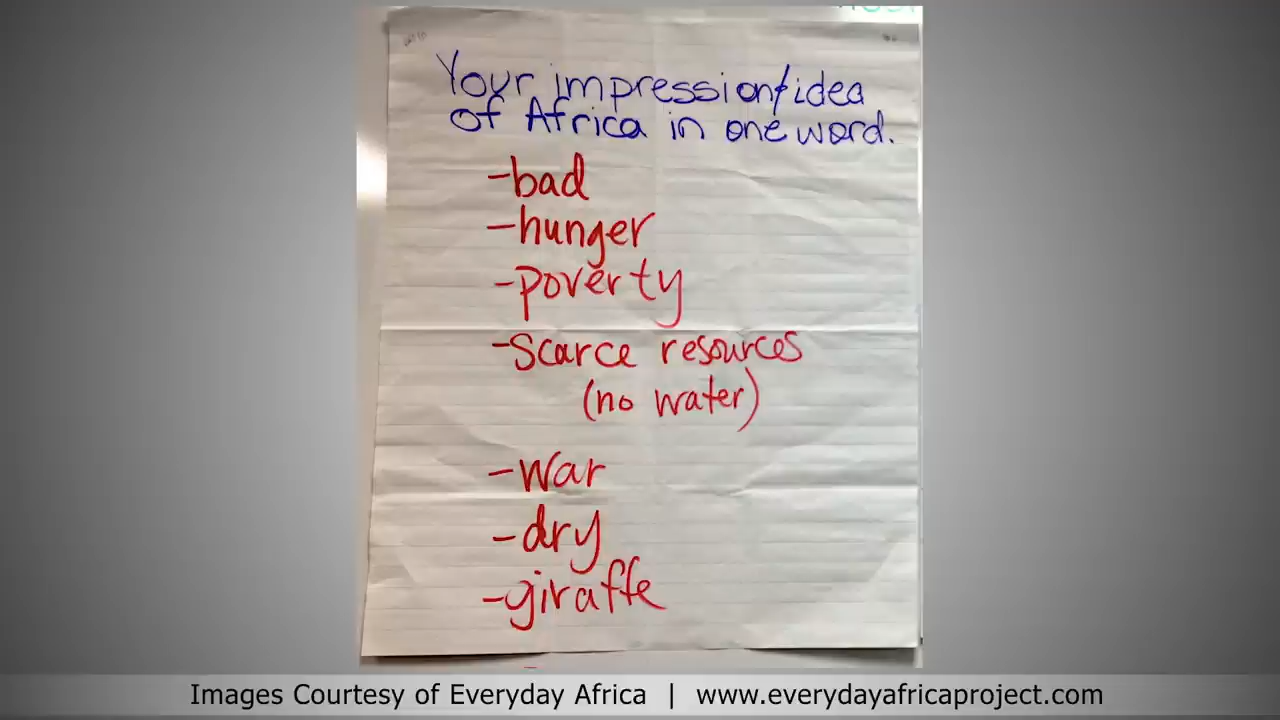 Your impression/idea
of Africa in one word.
-bad
-hunger
-poverty
-Scarce resources
(no water)
-war
-dry
-giraffe
Images Courtesy of Everyday Africa | www.everydayafricaproject.com